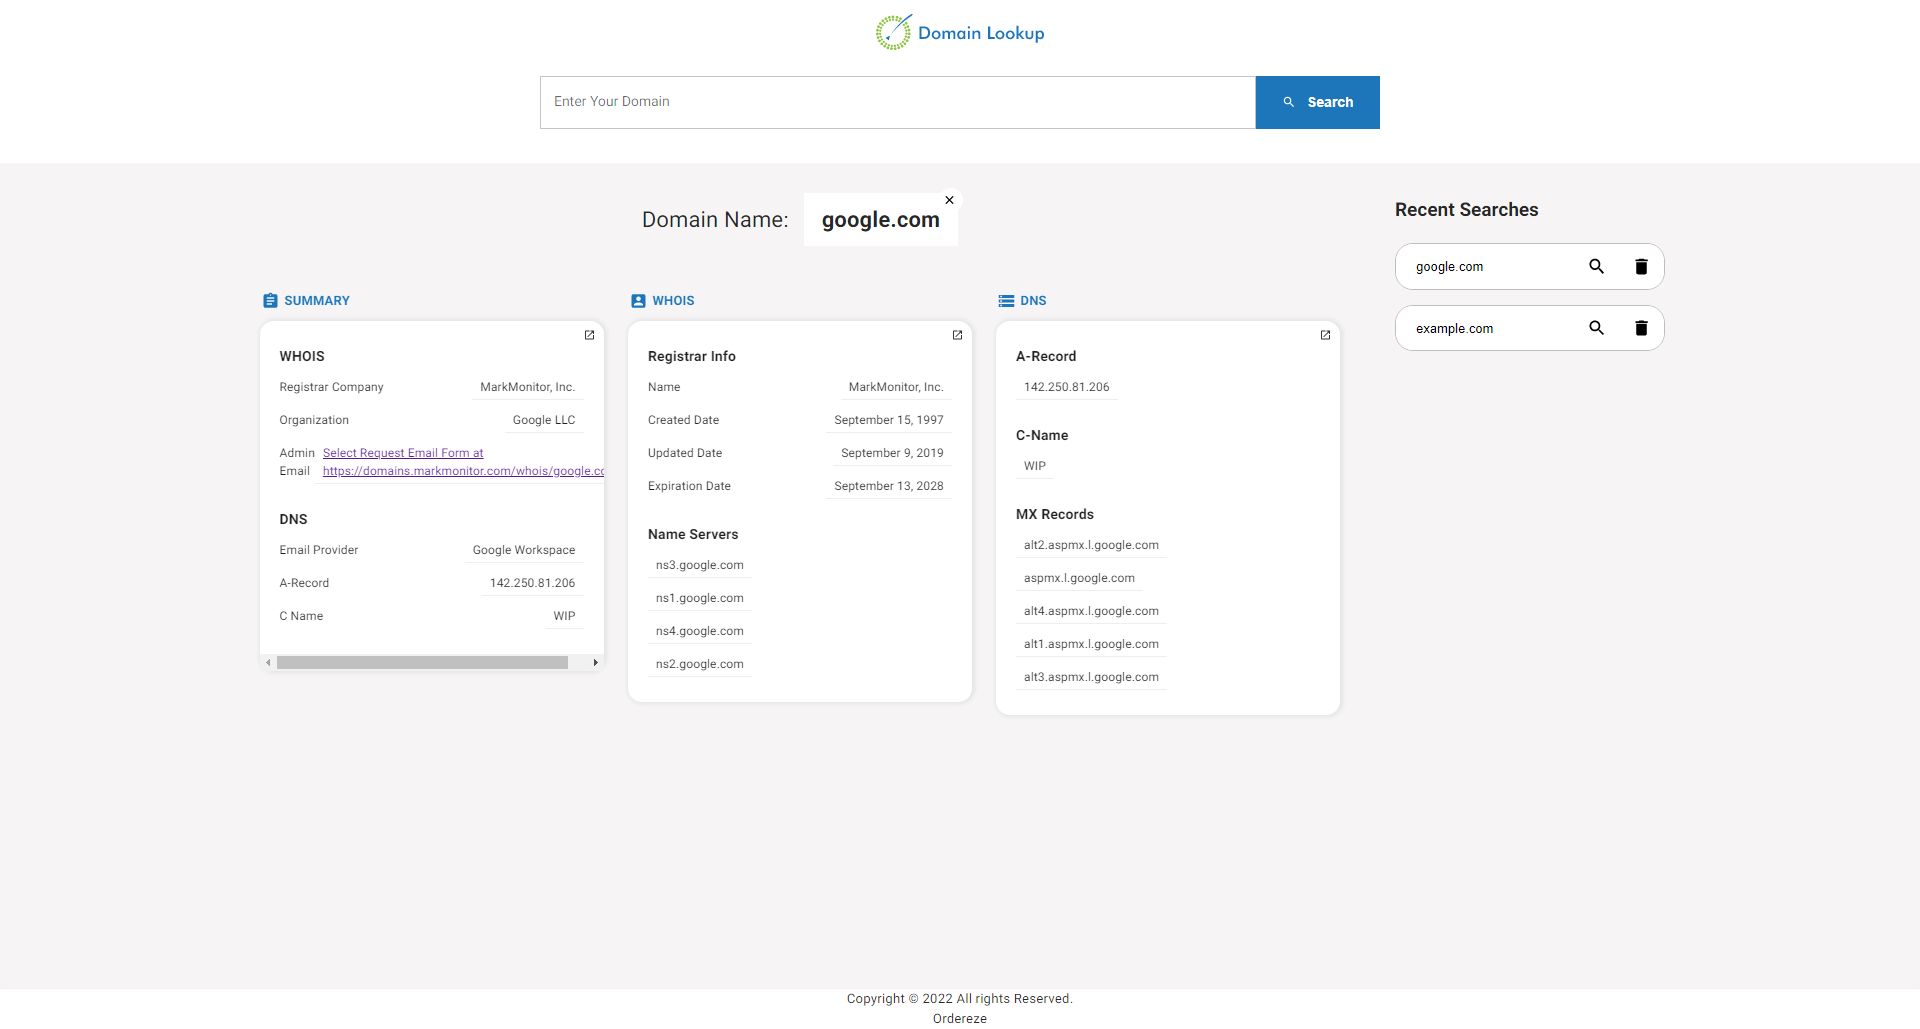 Domain Lookup
Enter Your Domain
Search
Domain Name: google.com
SUMMARY
WHOIS
Registrar Company MarkMonitor, Inc.
Organization Google LLC
Admin Email Select Request Email Form at
https://domains.markmonitor.com/whois/google.co
DNS
Email Provider Google Workspace
A-Record 142.250.81.206
C Name WIP
WHOIS
Registrar Info
Name MarkMonitor, Inc.
Created Date September 15, 1997
Updated Date September 9, 2019
Expiration Date September 13, 2028
Name Servers
ns3.google.com
ns1.google.com
ns4.google.com
ns2.google.com
DNS
A-Record
142.250.81.206
C-Name
WIP
MX Records
alt2.aspmx.l.google.com
aspmx.l.google.com
alt4.aspmx.l.google.com
alt1.aspmx.l.google.com
alt3.aspmx.l.google.com
Recent Searches
google.com
example.com
Copyright © 2022 All rights Reserved.
Ordereze